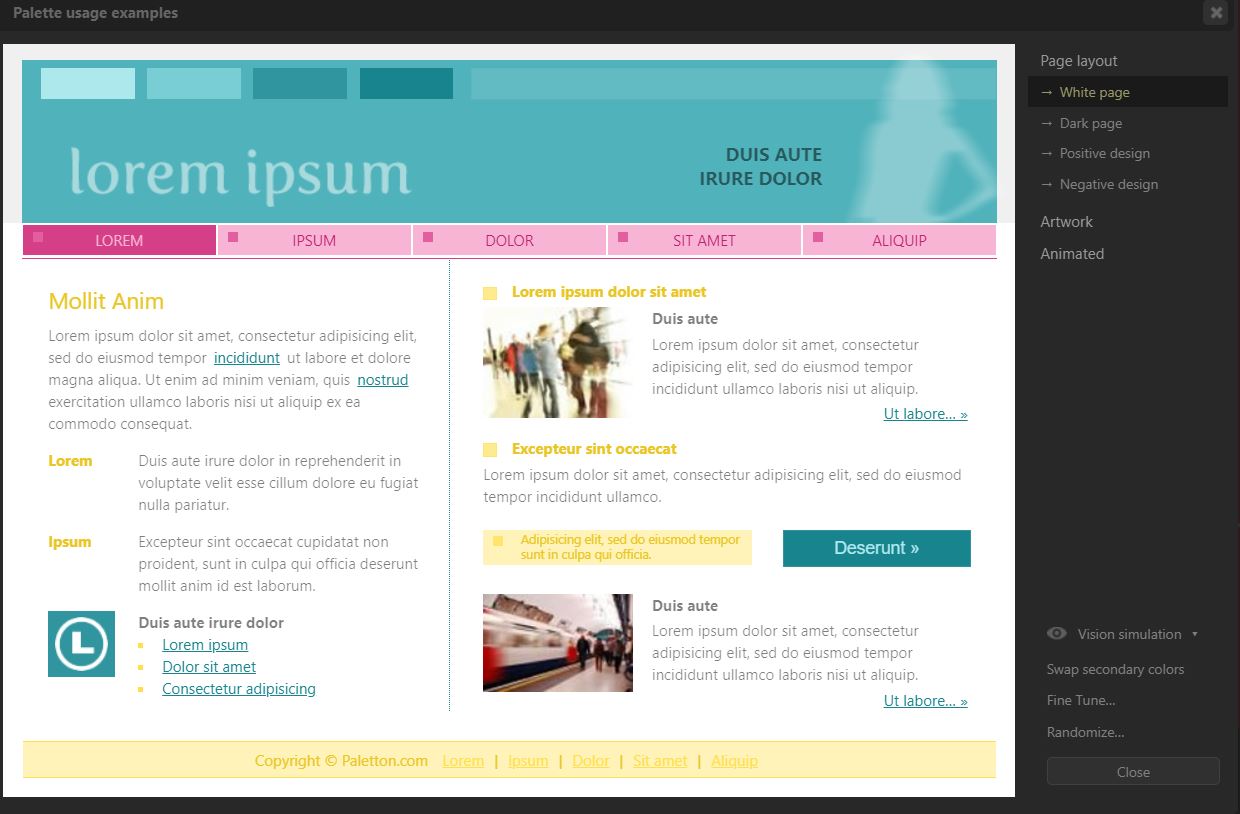 Palette usage examples
lorem ipsum
DUIS AUTE
IRURE DOLOR
LOREM
IPSUM
DOLOR
SIT AMET
ALIQUIP
Mollit Anim
Lorem ipsum dolor sit amet, consectetur adipisicing elit,
sed do eiusmod tempor incididunt ut labore et dolore
magna aliqua. Ut enim ad minim veniam, quis nostrud
exercitation ullamco laboris nisi ut aliquip ex ea
commodo consequat.
Lorem
Duis aute irure dolor in reprehenderit in
voluptate velit esse cillum dolore eu fugiat
nulla pariatur.
Ipsum
Excepteur sint occaecat cupidatat non
proident, sunt in culpa qui officia deserunt
mollit anim id est laborum.
L
Duis aute irure dolor
Lorem ipsum
Dolor sit amet
Consectetur adipisicing
Lorem ipsum dolor sit amet
Duis aute
Lorem ipsum dolor sit amet, consectetur
adipisicing elit, sed do eiusmod tempor
incididunt ullamco laboris nisi ut aliquip.
Ut labore... »
Excepteur sint occaecat
Lorem ipsum dolor sit amet, consectetur adipisicing elit, sed do eiusmod
tempor incididunt ullamco.
Adipisicing elit, sed do eiusmod tempor
sunt in culpa qui officia.
Deserunt »
Duis aute
Lorem ipsum dolor sit amet, consectetur
adipisicing elit, sed do eiusmod tempor
incididunt ullamco laboris nisi ut aliquip.
Ut labore... »
Copyright © Paletton.com Lorem | Ipsum | Dolor | Sit amet | Aliquip
Page layout
→ White page
→ Dark page
→ Positive design
→ Negative design
Artwork
Animated
Vision simulation ▾
Swap secondary colors
Fine Tune...
Randomize...
Close